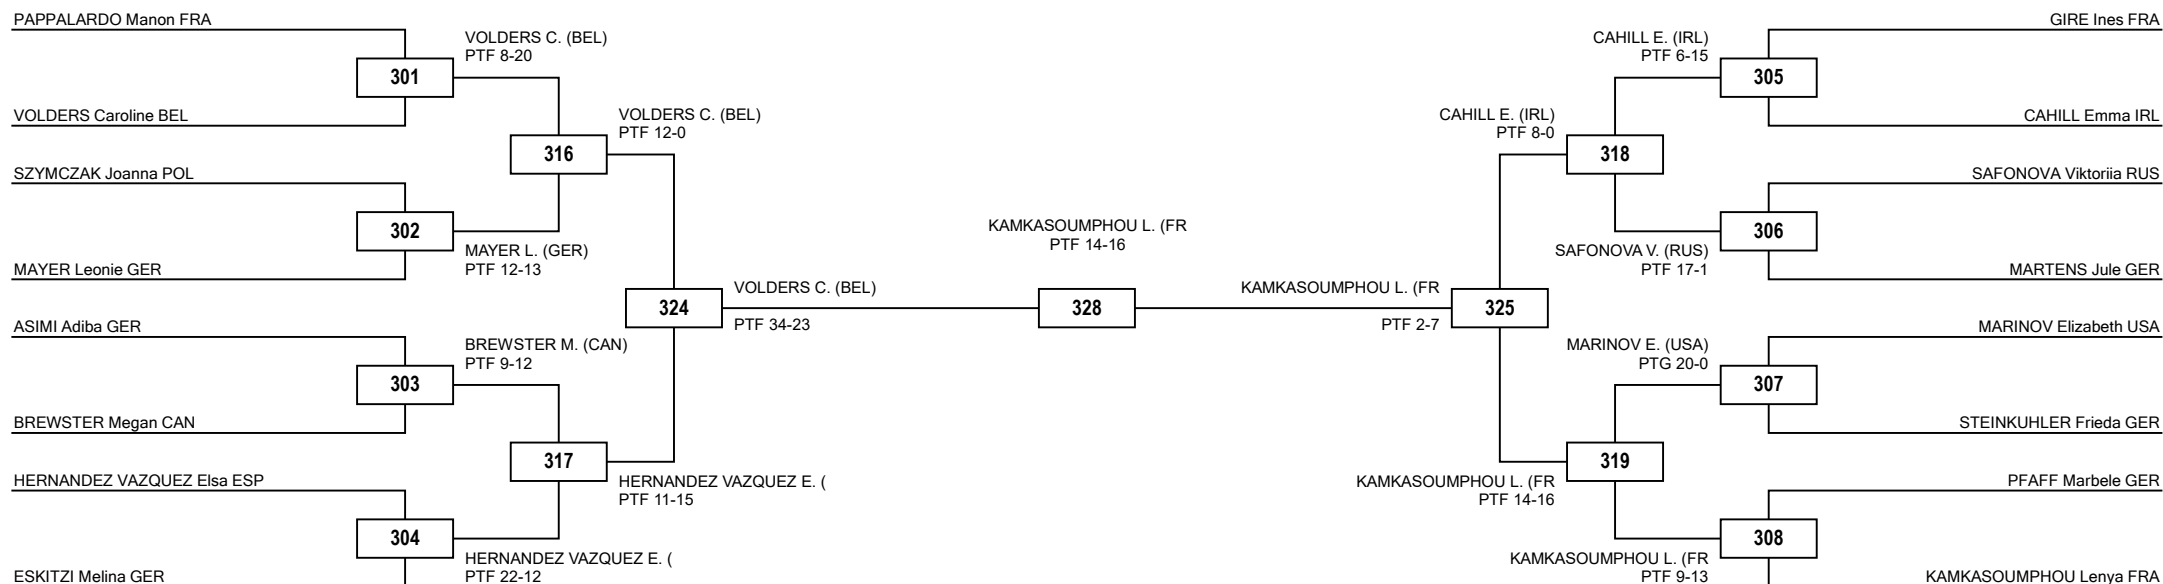 PAPPALARDO Manon FRA
GIRE Ines FRA
VOLDERS C. (BEL)
PTF 8-20
CAHILL E. (IRL)
PTF 6-15
301
305
VOLDERS Caroline BEL
VOLDERS C. (BEL)
PTF 12-0
CAHILL E. (IRL)
PTF 8-0
CAHILL Emma IRL
316
318
SZYMCZAK Joanna POL
SAFONOVA Viktoriia RUS
302
306
MAYER L. (GER)
PTF 12-13
KAMKASOUMPHOU L. (FR
PTF 14-16
SAFONOVA V. (RUS)
PTF 17-1
MAYER Leonie GER
MARTENS Jule GER
324
VOLDERS C. (BEL)
PTF 34-23
328
KAMKASOUMPHOU L. (FR
PTF 2-7
325
ASIMI Adiba GER
MARINOV Elizabeth USA
BREWSTER M. (CAN)
PTF 9-12
MARINOV E. (USA)
PTG 20-0
303
307
BREWSTER Megan CAN
STEINKUHLER Frieda GER
317
319
HERNANDEZ VAZQUEZ Elsa ESP
HERNANDEZ VAZQUEZ E. (
PTF 11-15
KAMKASOUMPHOU L. (FR
PTF 14-16
PFAFF Marbele GER
304
308
HERNANDEZ VAZQUEZ E. (
PTF 22-12
KAMKASOUMPHOU L. (FR
PTF 9-13
ESKITZI Melina GER
KAMKASOUMPHOU Lenya FRA